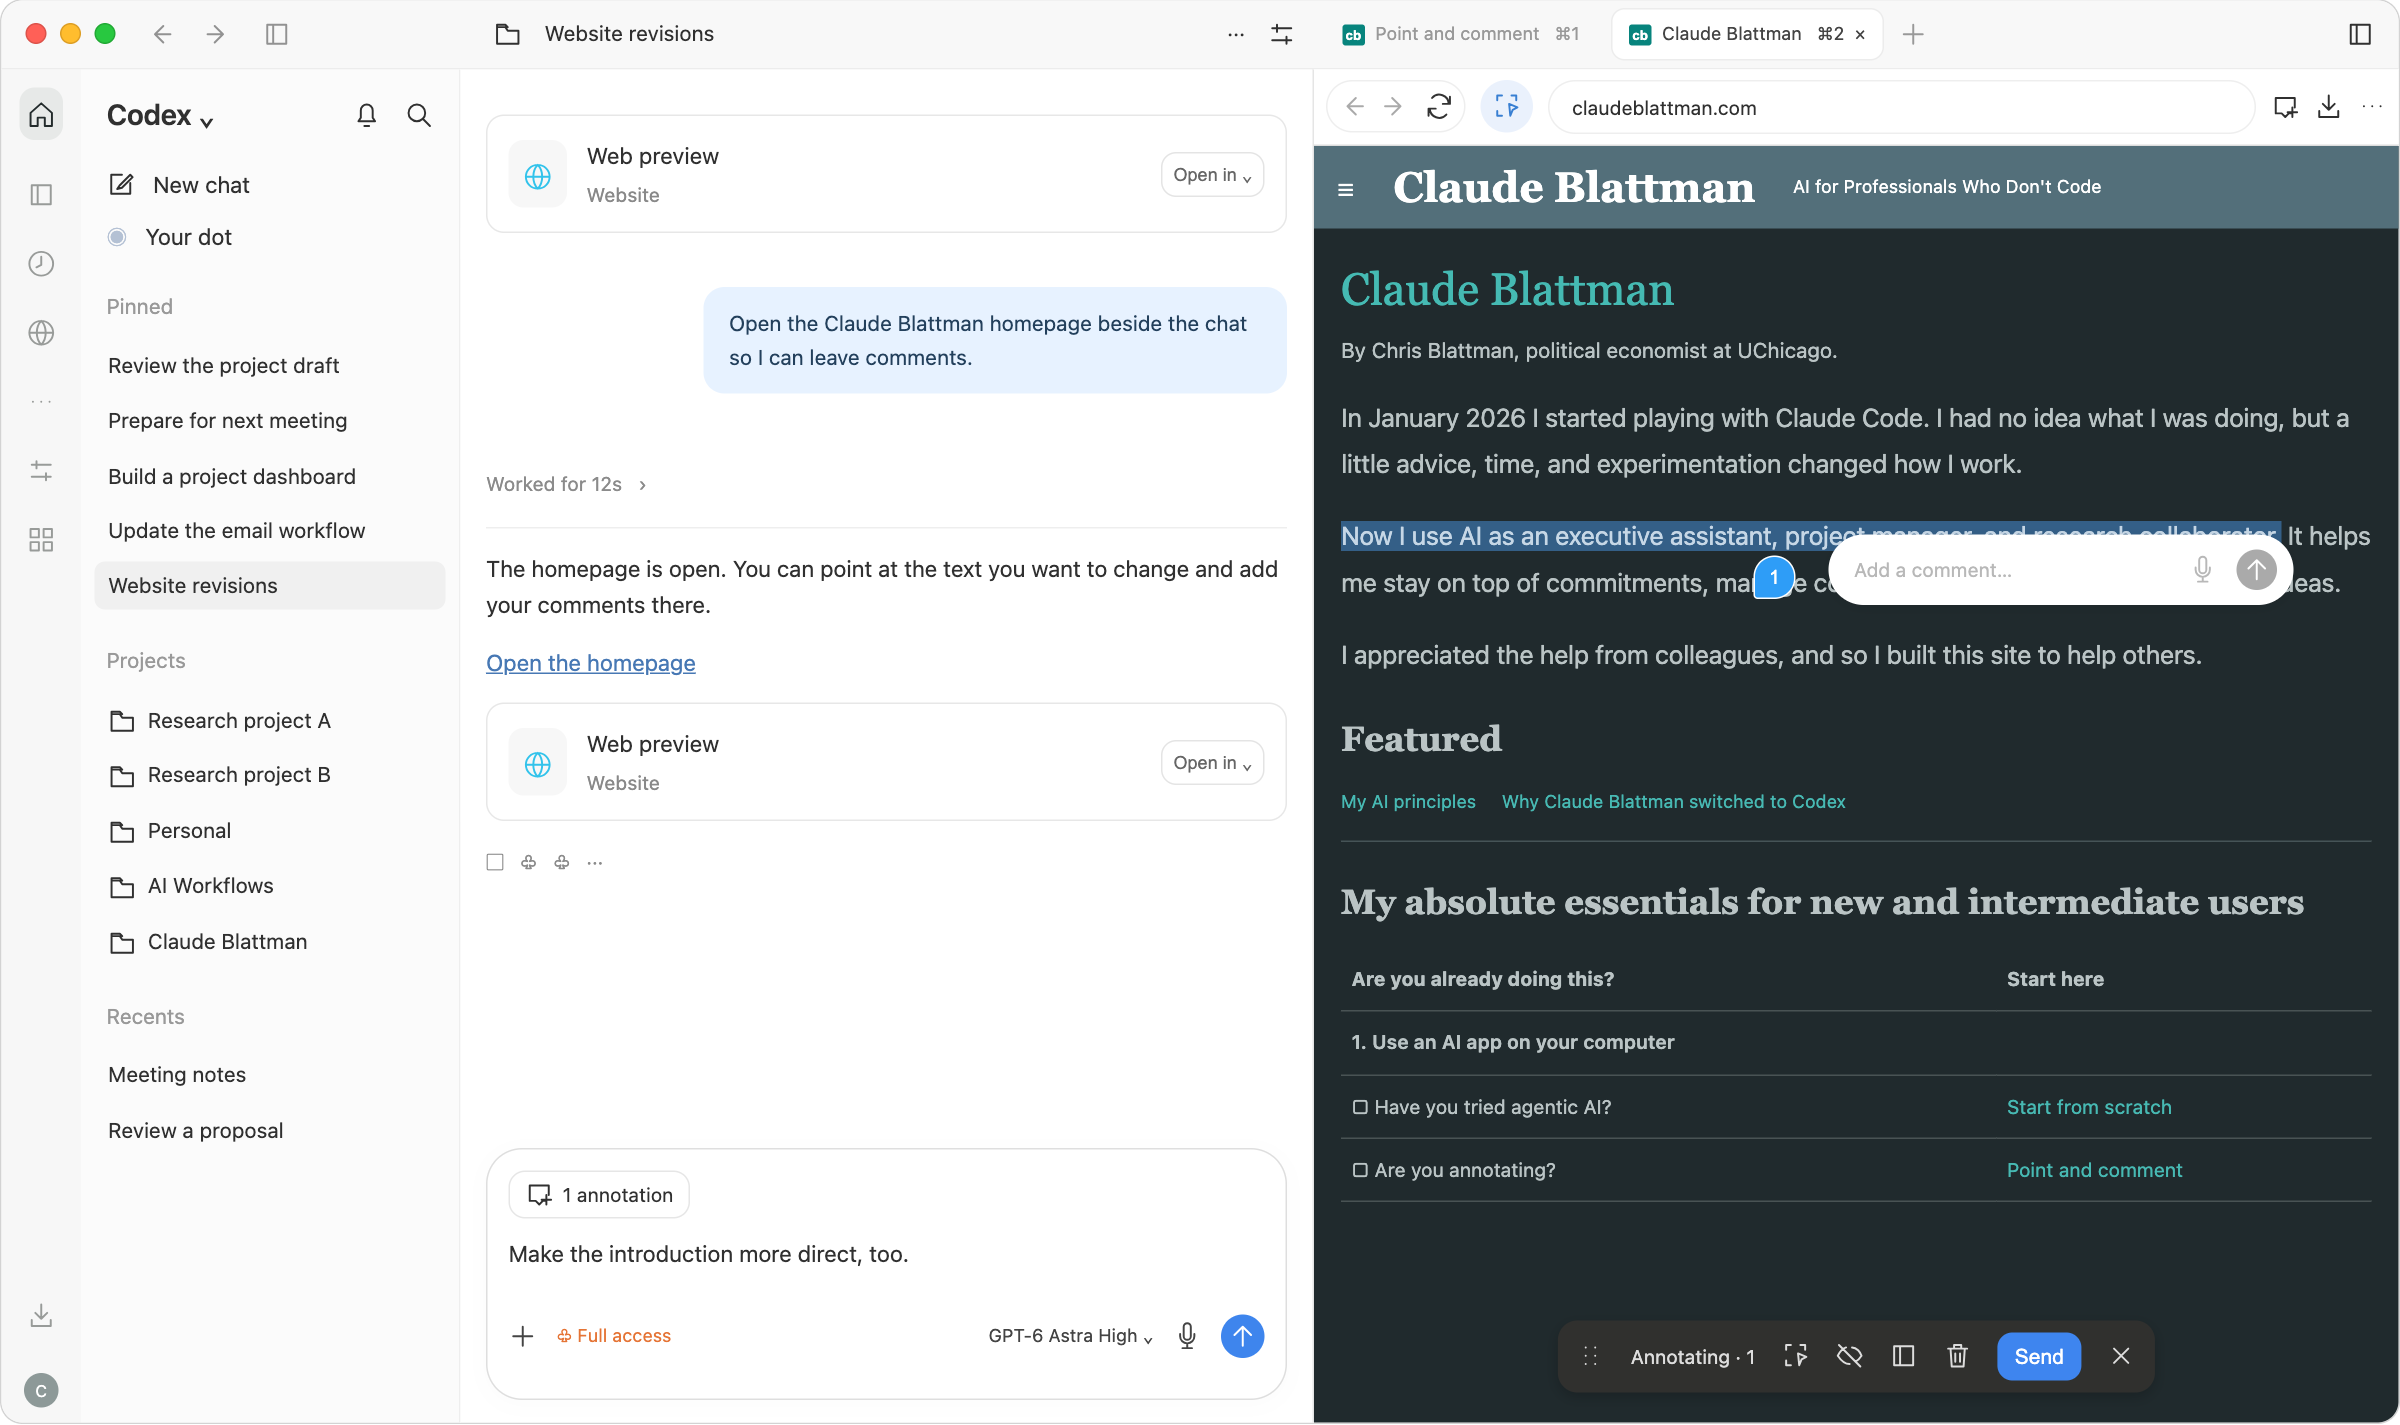 Website revisions
Point and comment ⌘1
Claude Blattman ⌘2
Codex
New chat
Your dot
Pinned
Review the project draft
Prepare for next meeting
Build a project dashboard
Update the email workflow
Website revisions
Projects
Research project A
Research project B
Personal
AI Workflows
Claude Blattman
Recents
Meeting notes
Review a proposal
C
Web preview
Website
Open in
Open the Claude Blattman homepage beside the chat
so I can leave comments.
Worked for 12s
The homepage is open. You can point at the text you want to change and add
your comments there.
Open the homepage
Web preview
Website
Open in
1 annotation
Make the introduction more direct, too.
Full access
GPT-6 Astra High
cb
cb
claudeblattman.com
Claude Blattman
AI for Professionals Who Don't Code
Claude Blattman
By Chris Blattman, political economist at UChicago.
In January 2026 I started playing with Claude Code. I had no idea what I was doing, but a
little advice, time, and experimentation changed how I work.
Now I use AI as an executive assistant, project manager, and research collaborator. It helps
me stay on top of commitments,
1
Add a comment...
I appreciated the help from colleagues, and so I built this site to help others.
Featured
My AI principles
Why Claude Blattman switched to Codex
My absolute essentials for new and intermediate users
Are you already doing this?
Start here
1. Use an AI app on your computer
Have you tried agentic AI?
Start from scratch
Are you annotating?
Point and comment
Annotating · 1
Send